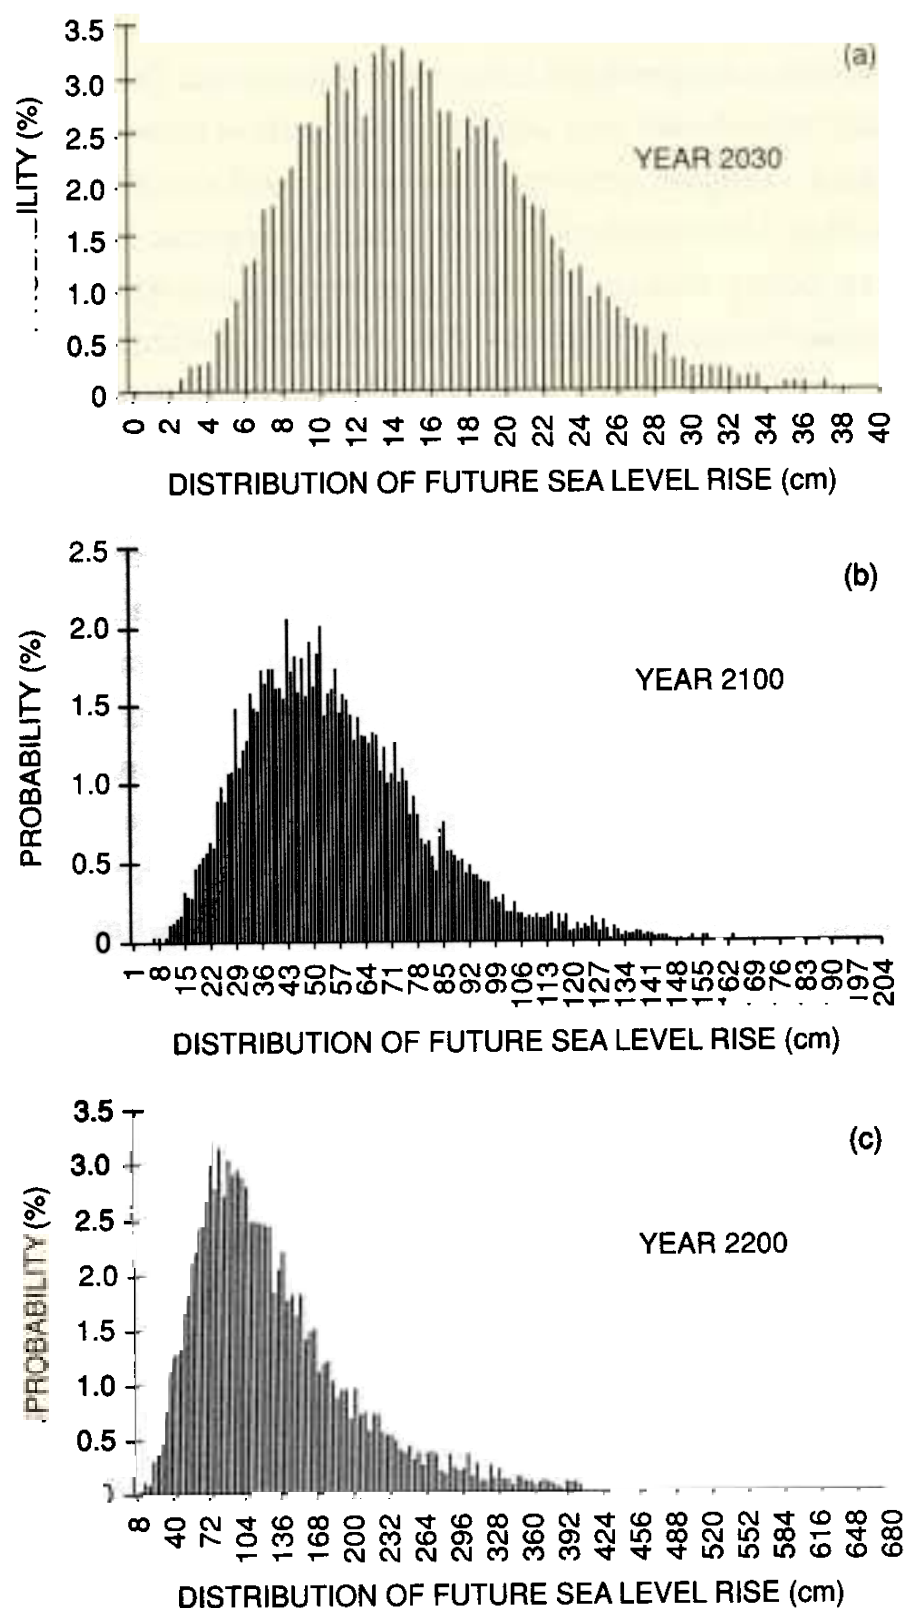 3.5
(a)
3.0
2.5
YEAR 2030
2.0
1.5
1.0
0.5
0
(%)
0 2 4 6 8 10 12 14 16 18 20 22 24 26 28 30 32 34 36 38 40
DISTRIBUTION OF FUTURE SEA LEVEL RISE (cm)
2.5
(b)
2.0
YEAR 2100
1.5
1.0
0.5
0
PROBABILITY (%)
1 8 15 22 29 36 43 50 57 64 71 78 85 92 99 106 113 120 127 134 141 148 155 162 69 76 83 90 197 204
DISTRIBUTION OF FUTURE SEA LEVEL RISE (cm)
3.5
(c)
3.0
2.5
YEAR 2200
2.0
1.5
1.0
0.5
PROBABILITY (%)
8 40 72 104 136 168 200 232 264 296 328 360 392 424 456 488 520 552 584 616 648 680
DISTRIBUTION OF FUTURE SEA LEVEL RISE (cm)